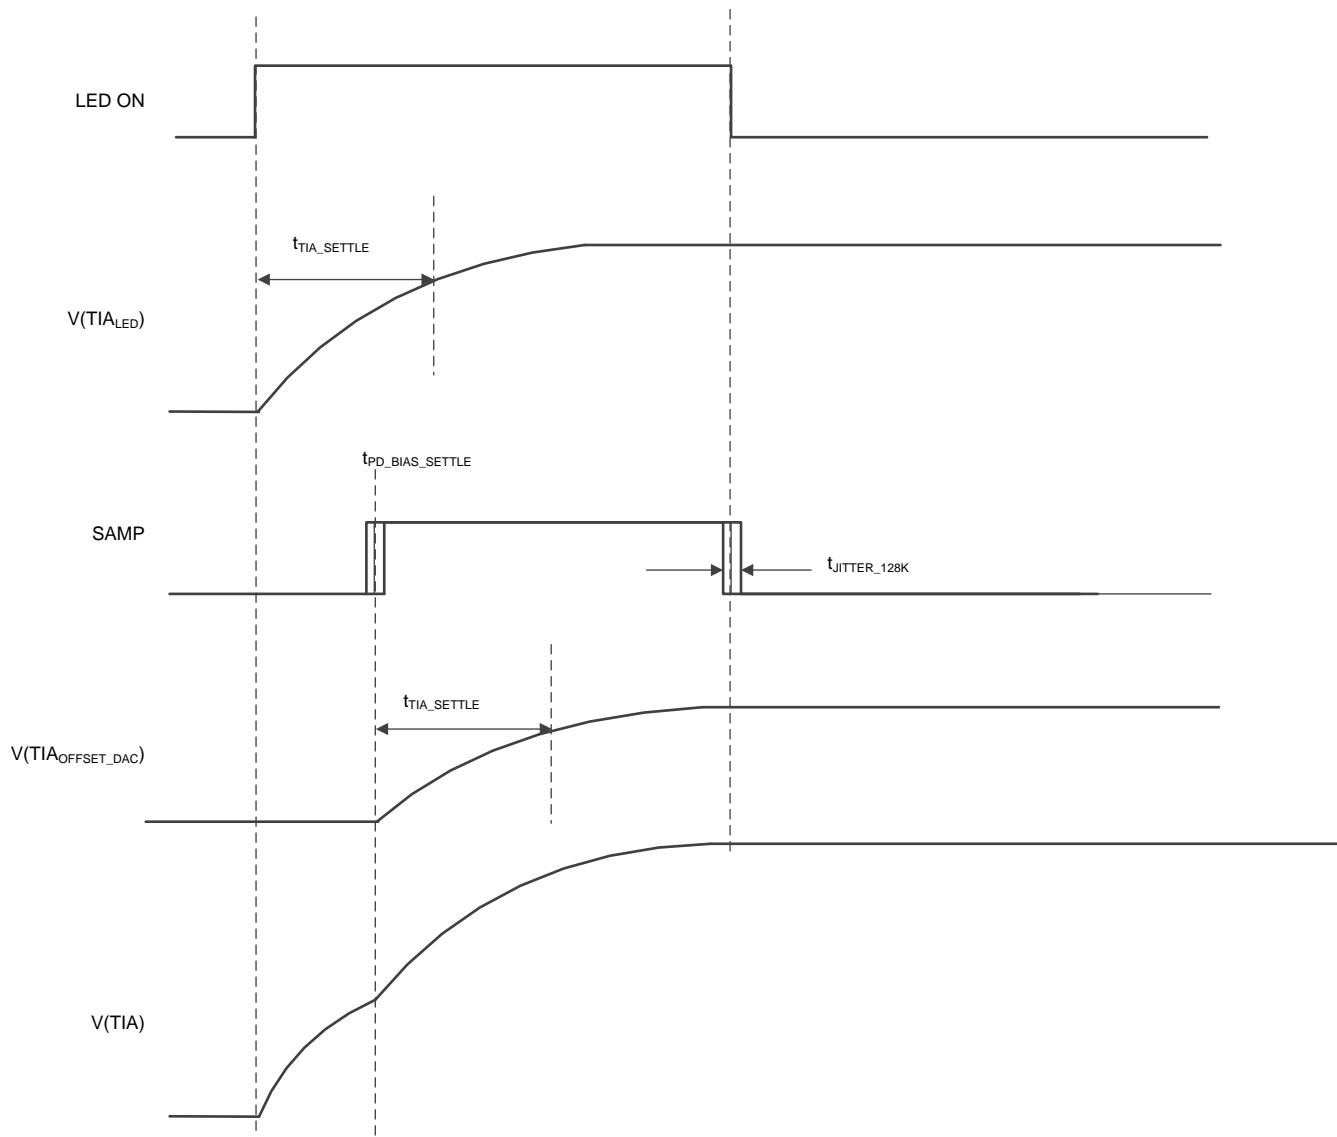 LED ON
tTIA_SETTLE
V(TIALED)
tPD_BIAS_SETTLE
SAMP
tJITTER_128K
tTIA_SETTLE
V(TIAOFFSET_DAC)
V(TIA)